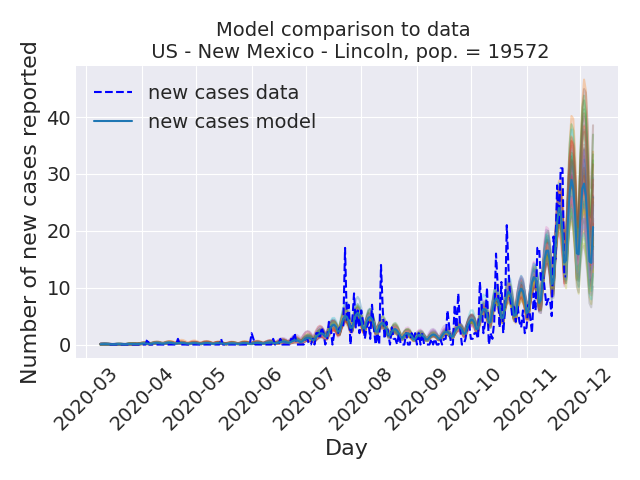 Model comparison to data
US - New Mexico - Lincoln, pop. = 19572
Number of new cases reported
new cases data
new cases model
40
30
20
10
0
2020-03
2020-04
2020-05
2020-06
2020-07
2020-08
2020-09
2020-10
2020-11
2020-12
Day